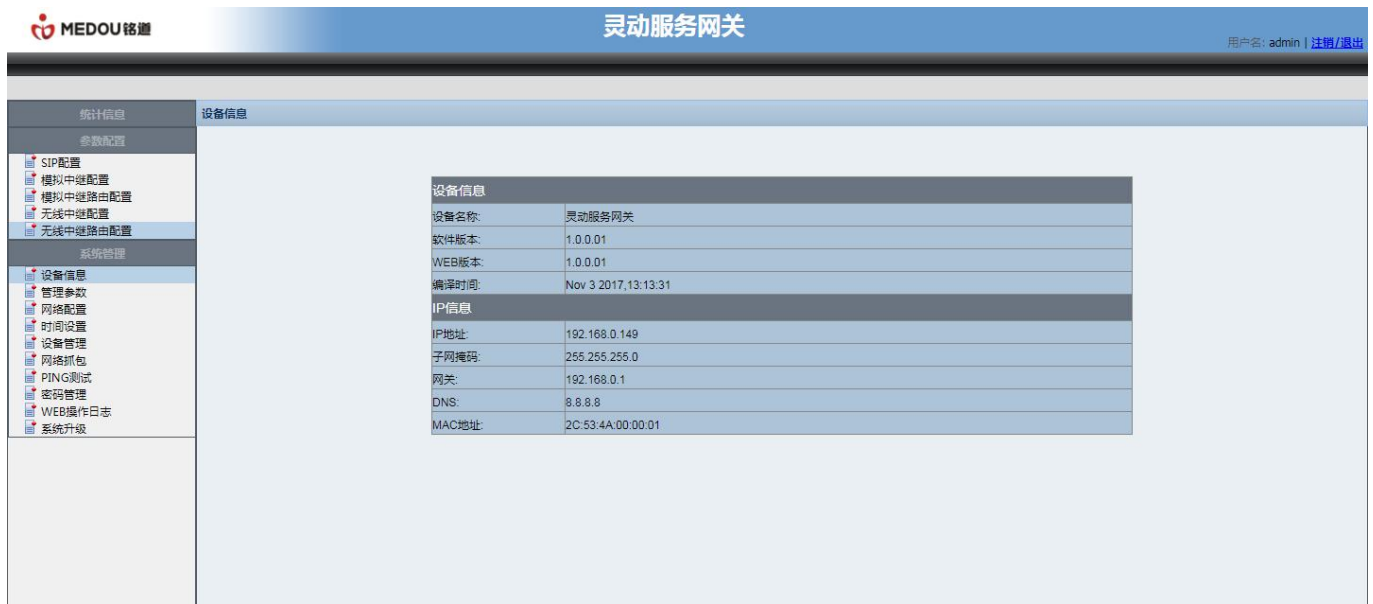 MEDOU铭道
灵动服务网关
用户名: admin | 注销/退出
统计信息
参数配置
SIP配置
模拟中继配置
模拟中继路由配置
无线中继配置
无线中继路由配置
系统管理
设备信息
管理参数
网络配置
时间设置
设备管理
网络抓包
PING测试
密码管理
WEB操作日志
系统升级
设备信息
设备信息
设备名称: 灵动服务网关
软件版本: 1.0.0.01
WEB版本: 1.0.0.01
编译时间: Nov 3 2017,13:13:31
IP信息
IP地址: 192.168.0.149
子网掩码: 255.255.255.0
网关: 192.168.0.1
DNS: 8.8.8.8
MAC地址: 2C:53:4A:00:00:01